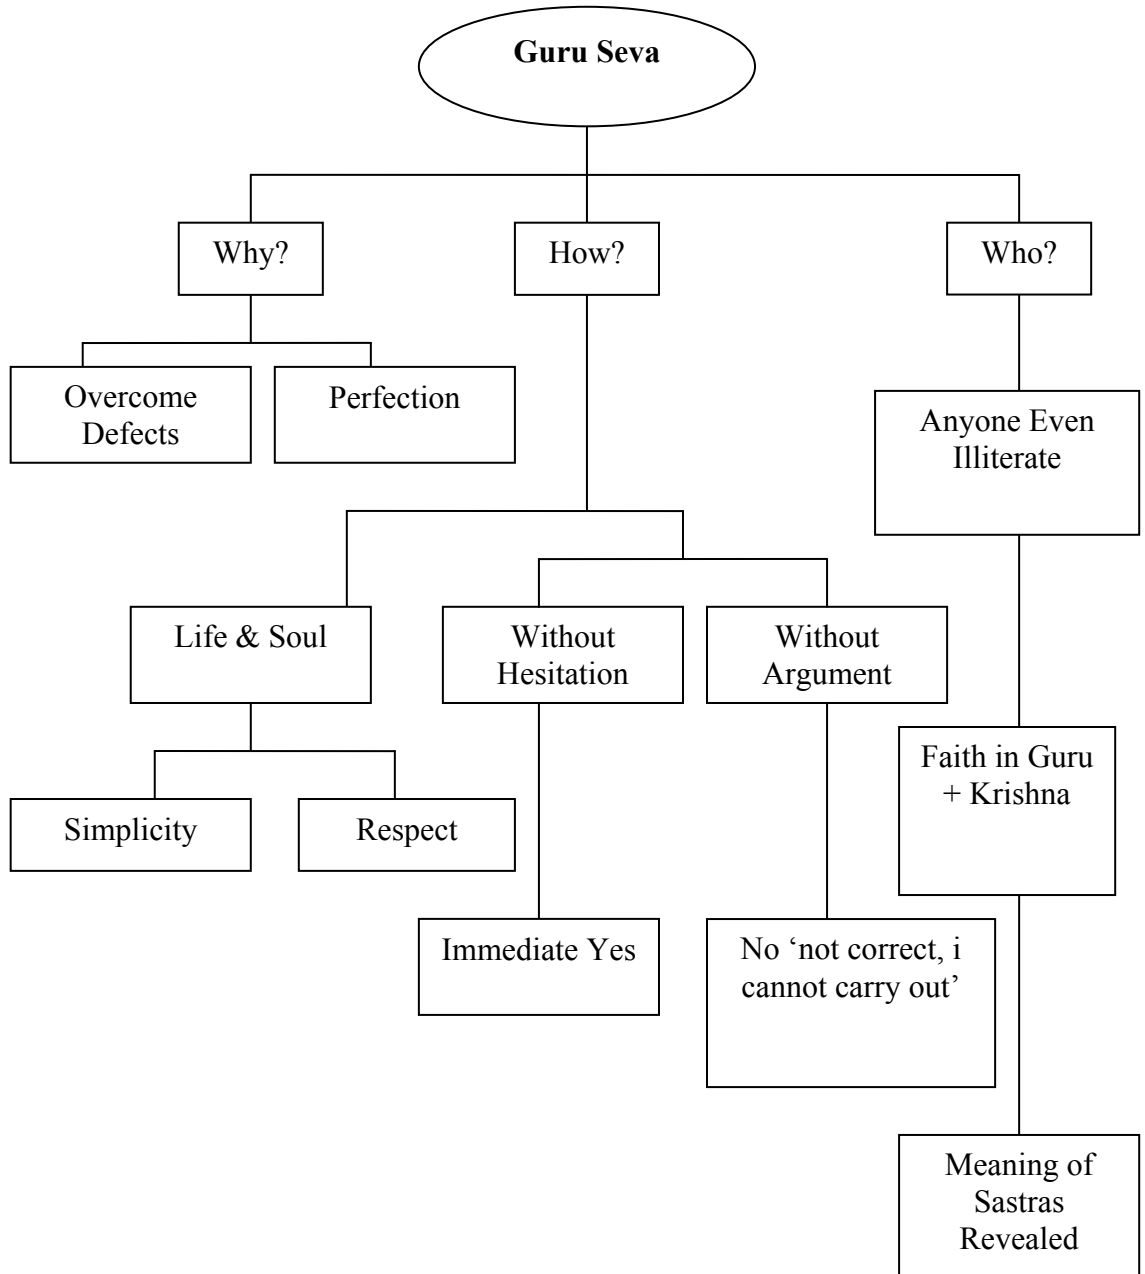 Guru Seva
Why?
How?
Who?
Overcome
Defects
Perfection
Anyone Even
Illiterate
Life & Soul
Without
Hesitation
Without
Argument
Simplicity
Respect
Faith in Guru
+ Krishna
Immediate Yes
No ‘not correct, i
cannot carry out’
Meaning of
Sastras
Revealed